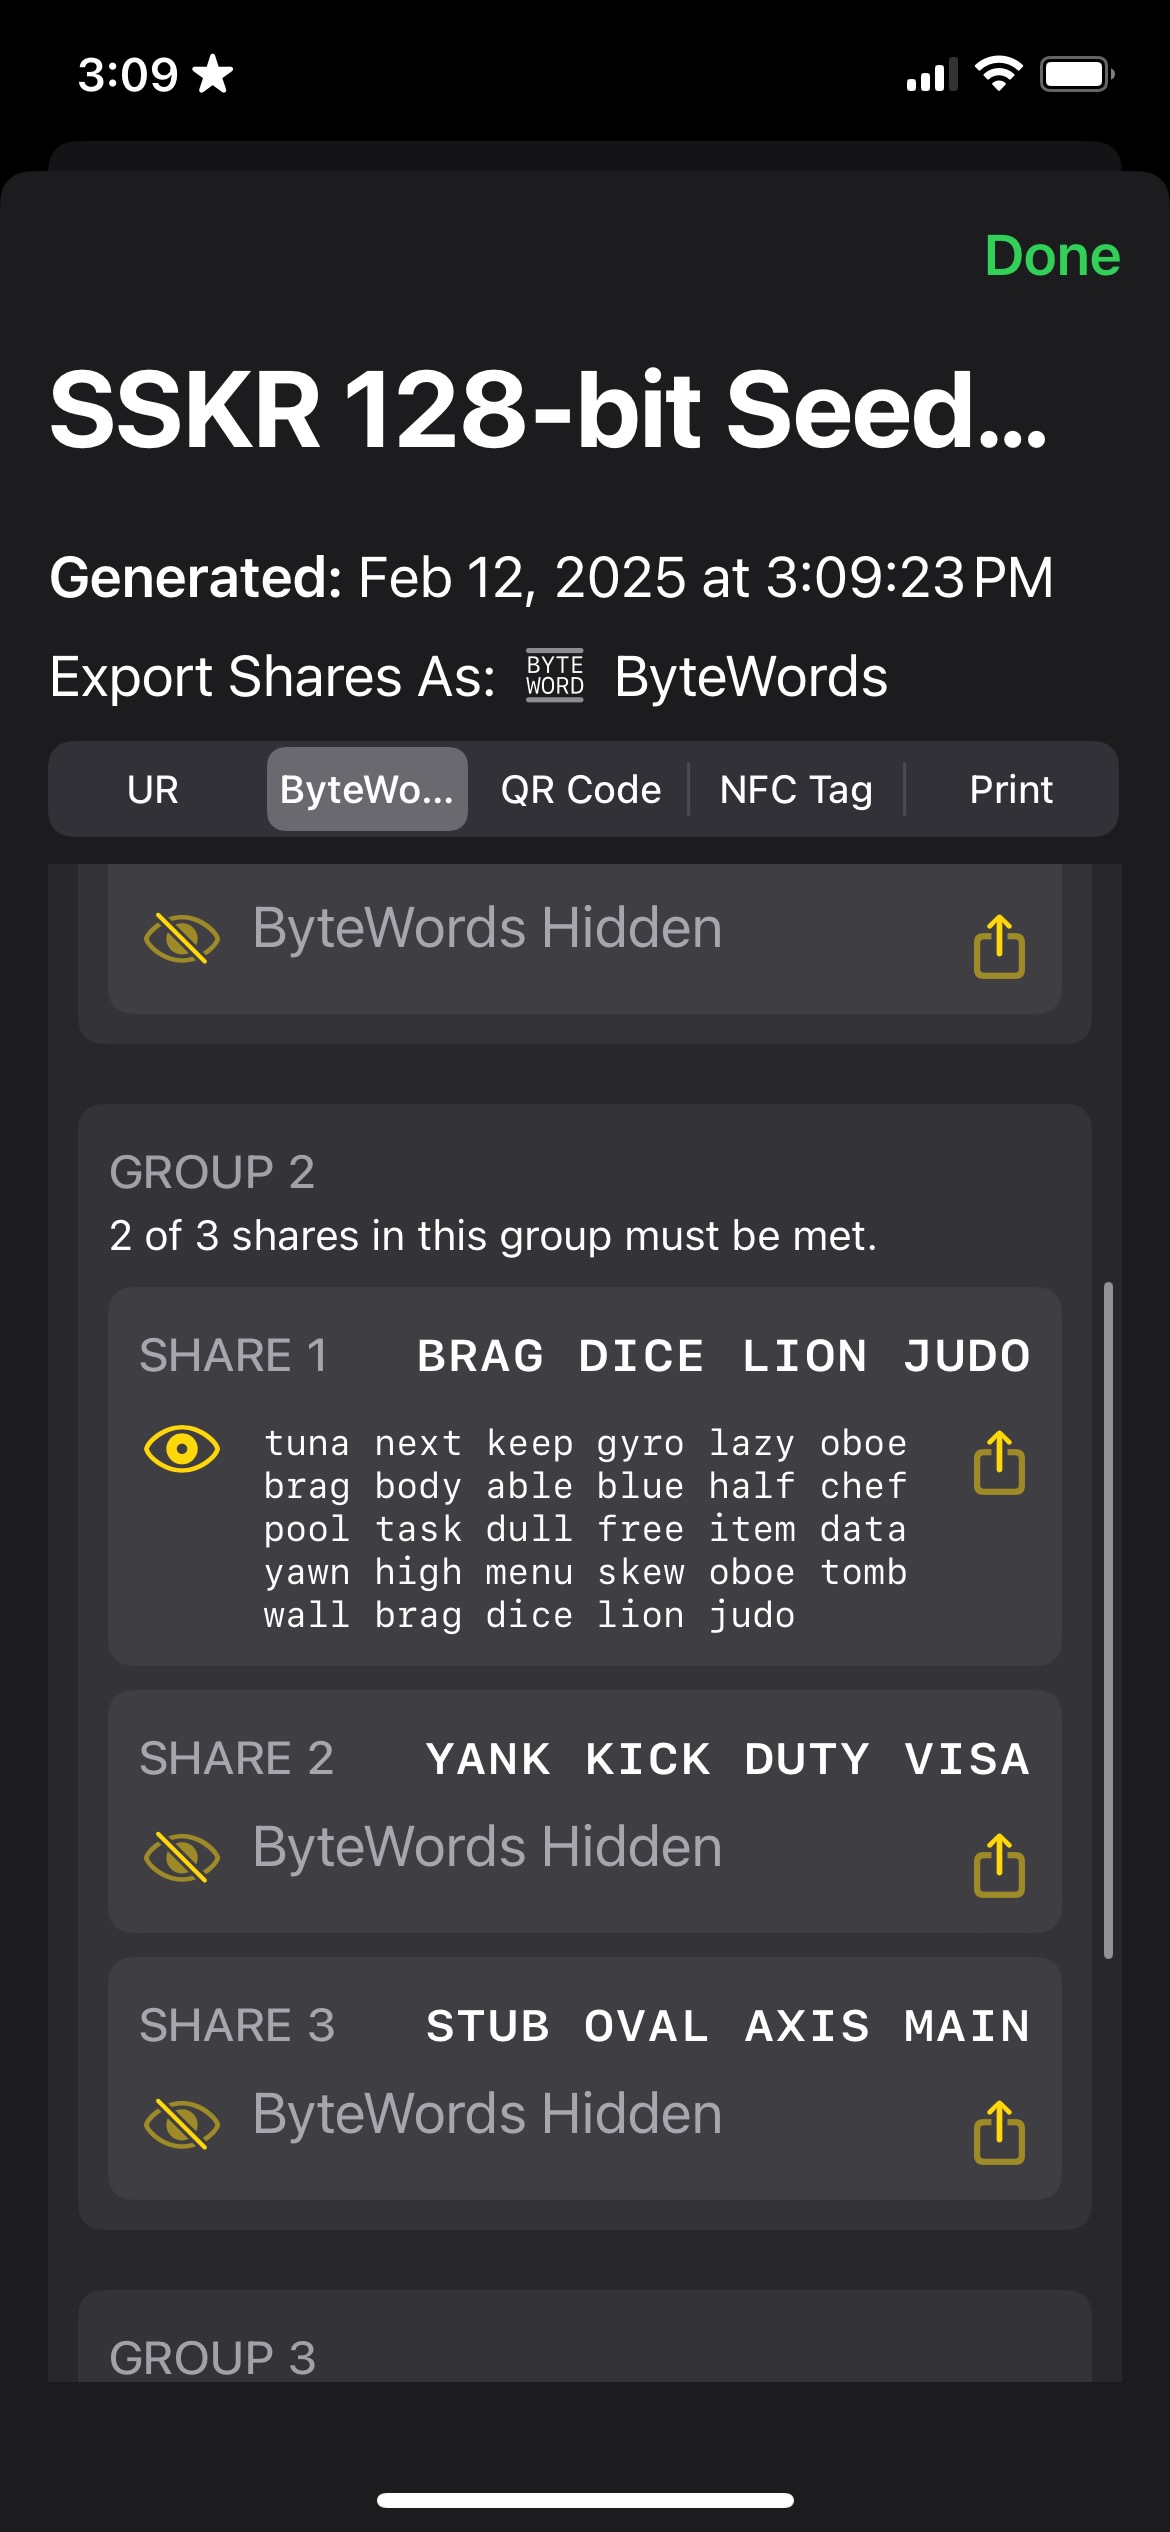 3:09
Done
SSKR 128-bit Seed...
Generated: Feb 12, 2025 at 3:09:23 PM
Export Shares As: BYTE WORD ByteWords
UR ByteWo... QR Code NFC Tag Print
ByteWords Hidden
GROUP 2
2 of 3 shares in this group must be met.
SHARE 1 BRAG DICE LION JUDO
tuna next keep gyro lazy oboe
brag body able blue half chef
pool task dull free item data
yawn high menu skew oboe tomb
wall brag dice lion judo
SHARE 2 YANK KICK DUTY VISA
ByteWords Hidden
SHARE 3 STUB OVAL AXIS MAIN
ByteWords Hidden
GROUP 3